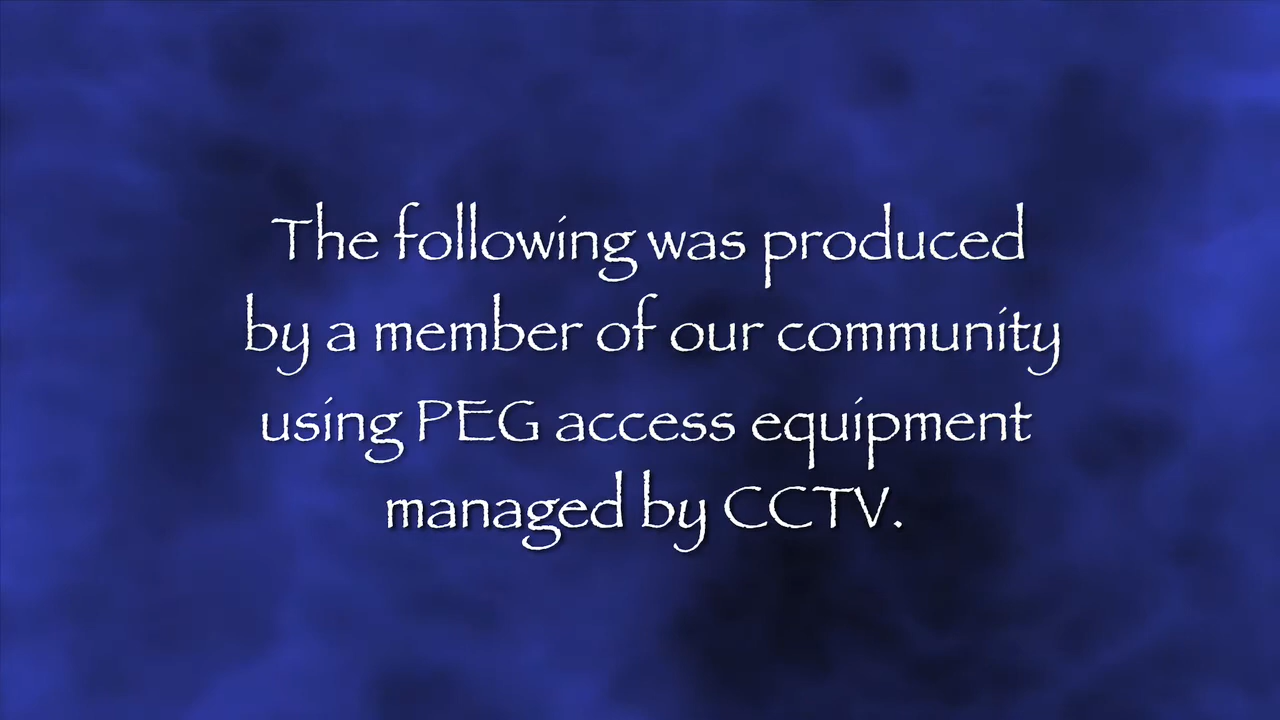 The following was produced
by a member of our community
using PEG access equipment
managed by CCTV.